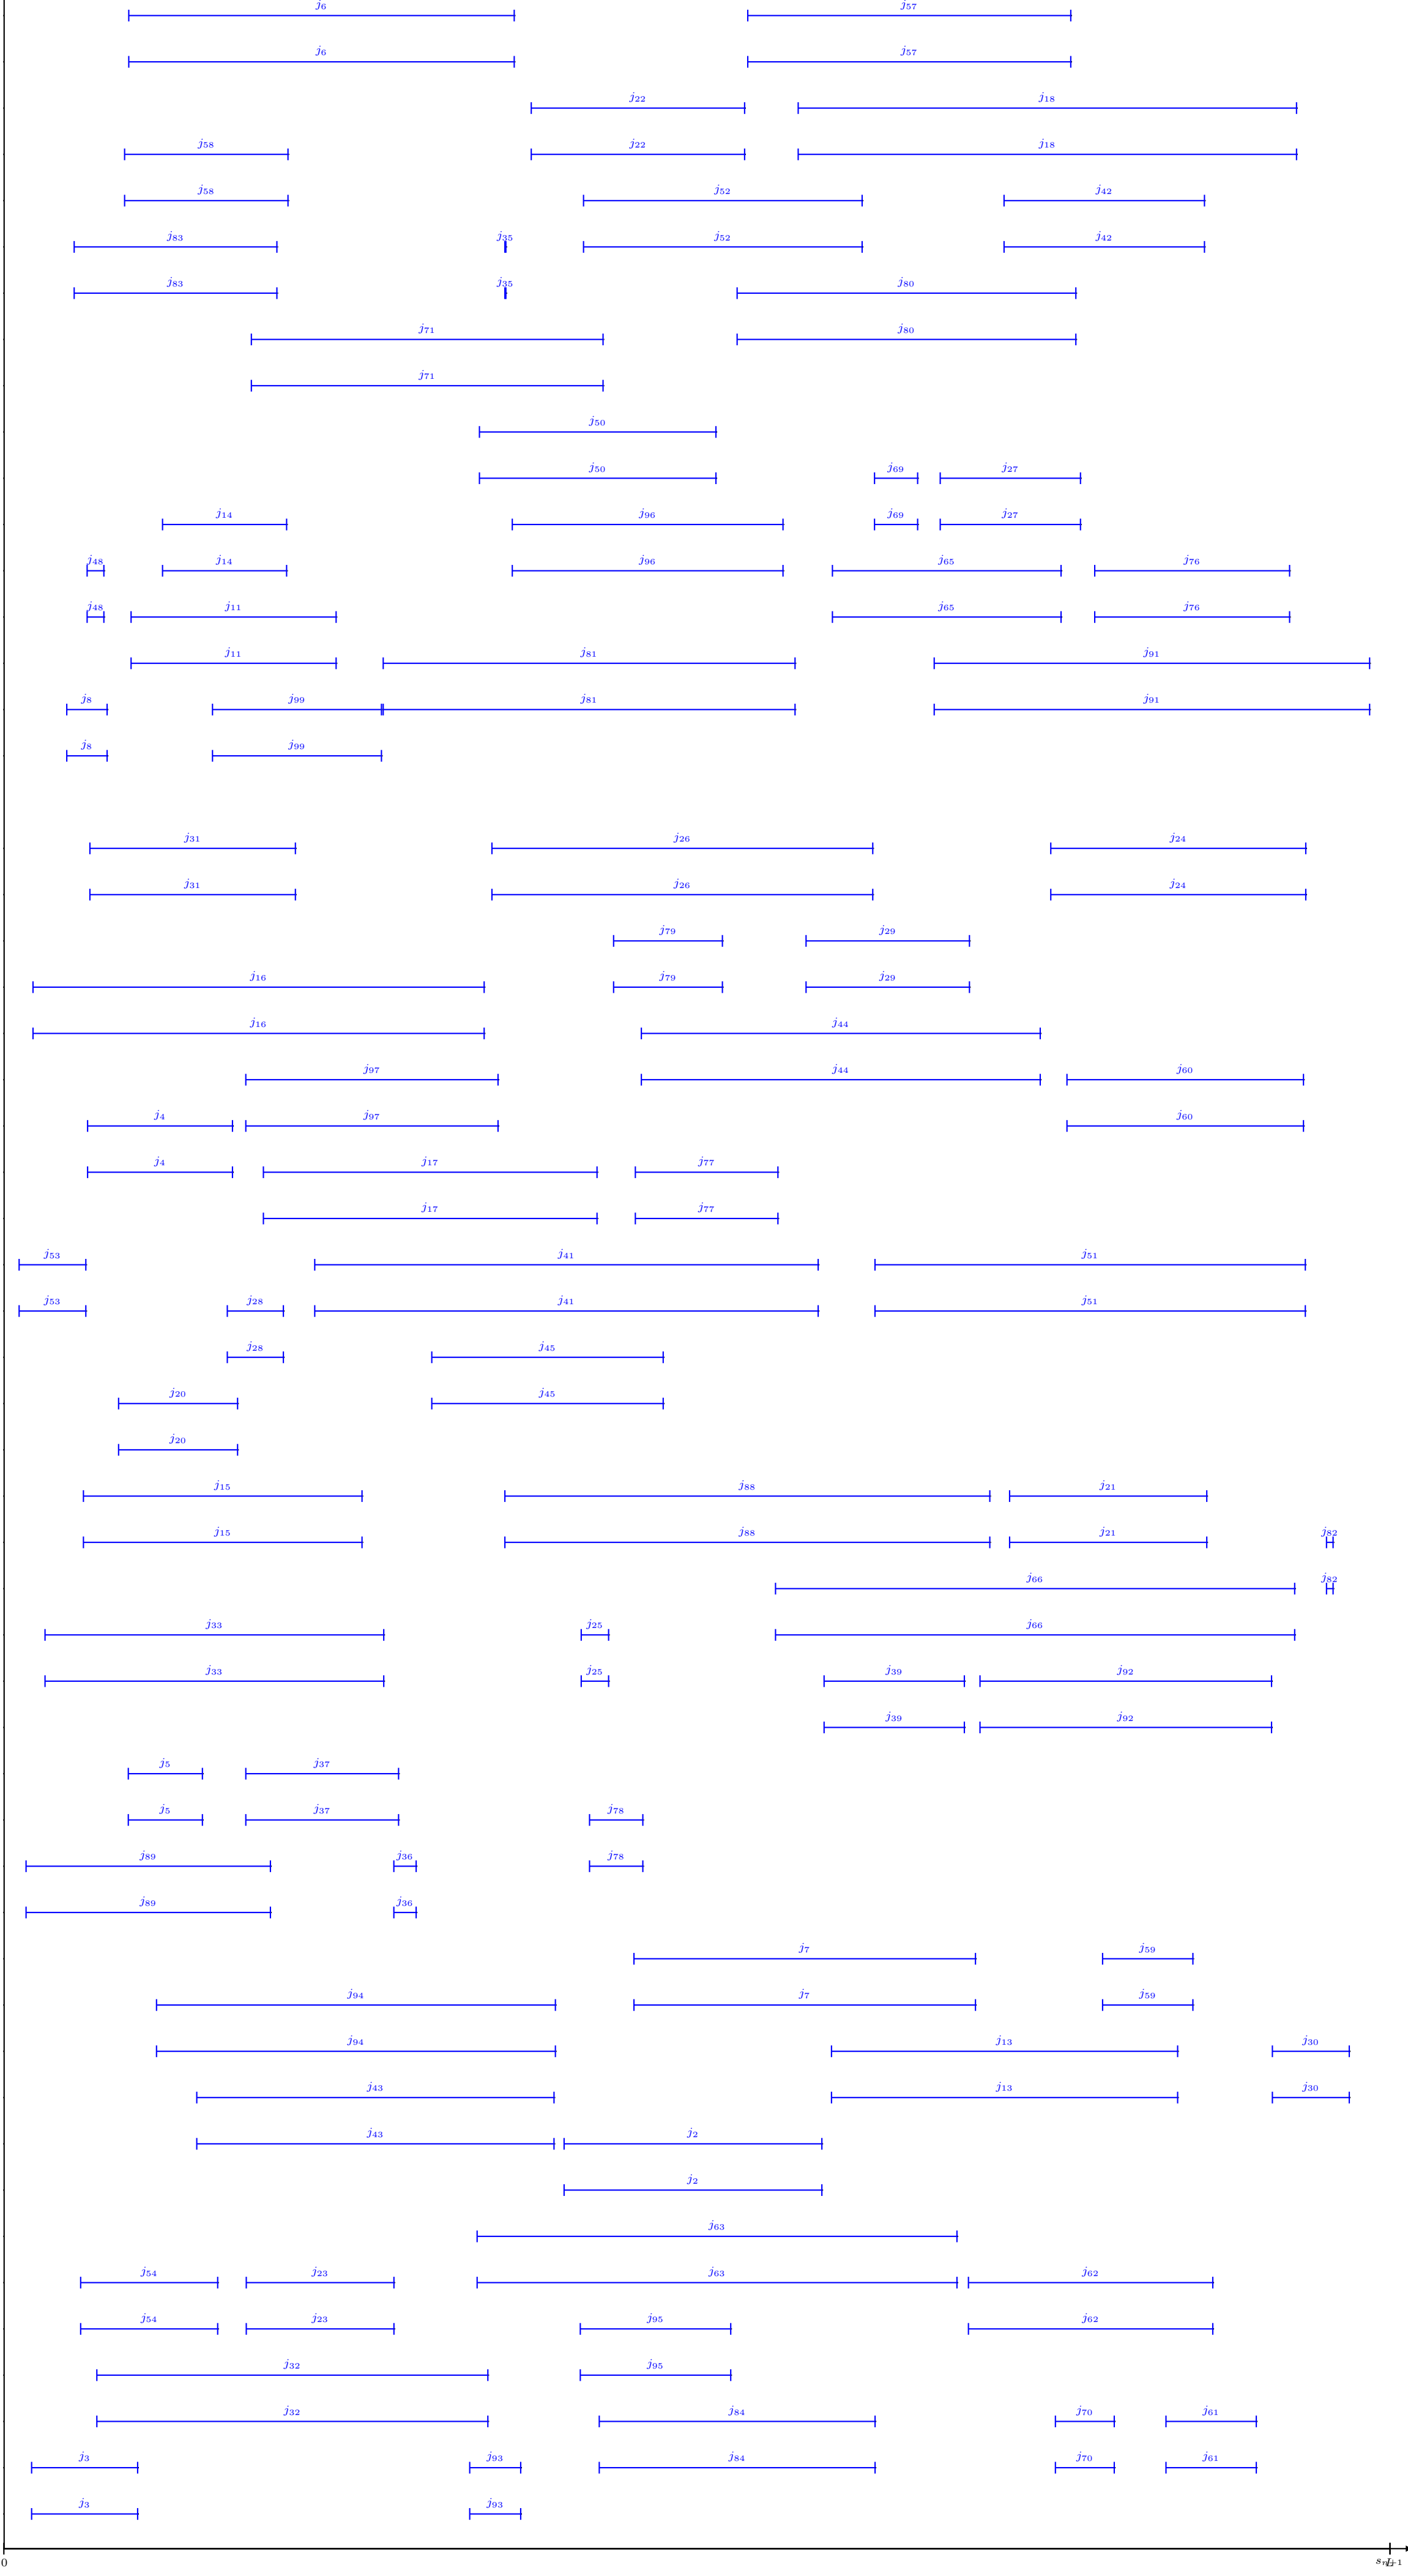 j₆ j₅₇
j₆ j₅₇
j₂₂ j₁₈
j₅₈ j₂₂ j₁₈
j₅₈ j₅₂ j₄₂
j₈₃ j₃₅ j₅₂ j₄₂
j₈₃ j₃₅ j₈₀
j₇₁ j₈₀
j₇₁
j₅₀
j₅₀ j₆₉ j₂₇
j₁₄ j₉₆ j₆₉ j₂₇
j₄₈ j₁₄ j₉₆ j₆₅ j₇₆
j₄₈ j₁₁ j₆₅ j₇₆
j₁₁ j₈₁ j₉₁
j₈ j₉₉ j₈₁ j₉₁
j₈ j₉₉
j₃₁ j₂₆ j₂₄
j₃₁ j₂₆ j₂₄
j₇₉ j₂₉
j₁₆ j₇₉ j₂₉
j₁₆ j₄₄
j₉₇ j₄₄ j₆₀
j₄ j₉₇ j₆₀
j₄ j₁₇ j₇₇
j₁₇ j₇₇
j₅₃ j₄₁ j₅₁
j₅₃ j₂₈ j₄₁ j₅₁
j₂₈ j₄₅
j₂₀ j₄₅
j₂₀
j₁₅ j₈₈ j₂₁
j₁₅ j₈₈ j₂₁ j₈₂
j₆₆ j₈₂
j₃₃ j₂₅ j₆₆
j₃₃ j₂₅ j₃₉ j₉₂
j₃₉ j₉₂
j₅ j₃₇
j₅ j₃₇ j₇₈
j₈₉ j₃₆ j₇₈
j₈₉ j₃₆
j₇ j₅₉
j₉₄ j₇ j₅₉
j₉₄ j₁₃ j₃₀
j₄₃ j₁₃ j₃₀
j₄₃ j₂
j₂
j₆₃
j₅₄ j₂₃ j₆₃ j₆₂
j₅₄ j₂₃ j₉₅ j₆₂
j₃₂ j₉₅
j₃₂ j₈₄ j₇₀ j₆₁
j₃ j₉₃ j₈₄ j₇₀ j₆₁
j₃ j₉₃
0